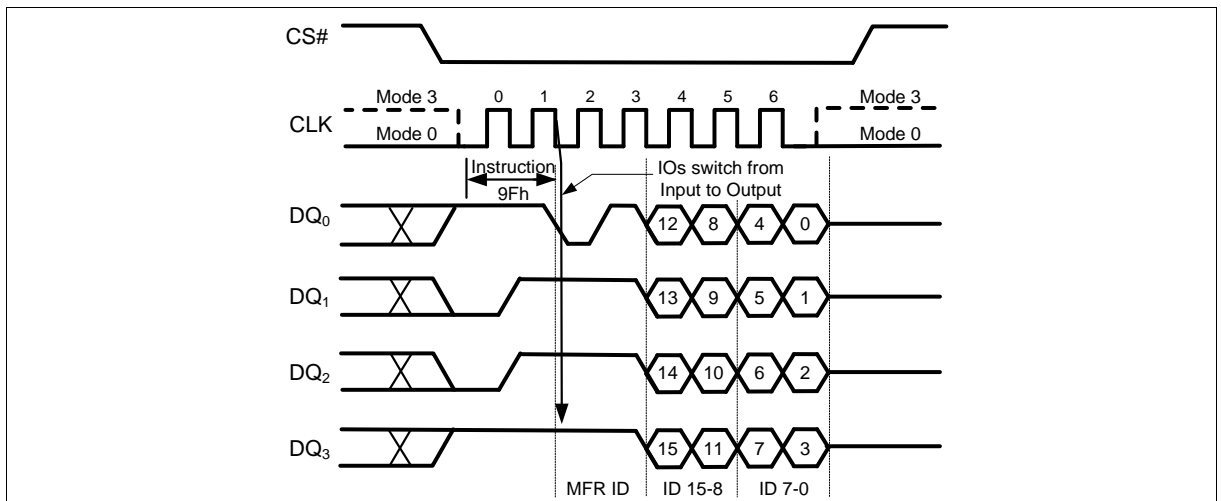 CS#
Mode 3 0 1 2 3 4 5 6 Mode 3
CLK
Mode 0 Mode 0
Instruction IOs switch from
9Fh Input to Output
DQ0 12 8 4 0
DQ1 13 9 5 1
DQ2 14 10 6 2
DQ3 15 11 7 3
MFR ID ID 15-8 ID 7-0